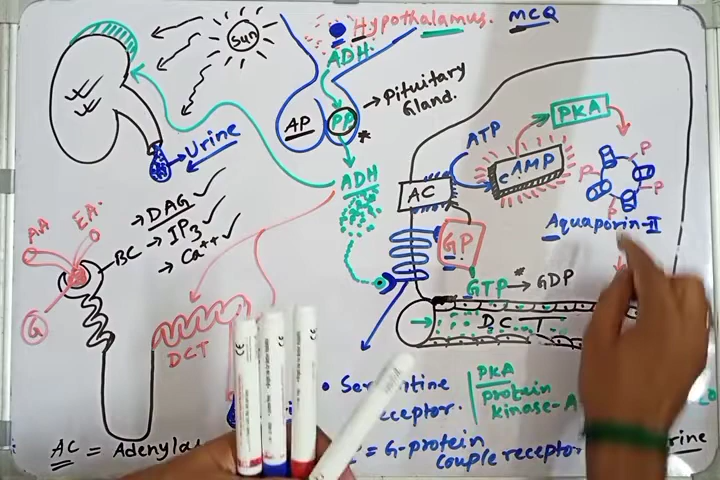 Hypothalamus. MCQ
Sun
ADH
→ Pituitary
Gland.
AP
PP
*
Urine
ADH
→ DAG ✓
→ IP3 ✓
→ Ca++ ✓
AA
EA
BC
G
DCT
ATP
PKA
cAMP
AC
P
P
P
P
Aquaporin-II
GP
GTP* → GDP
DCT
• Serpentine
receptor.
PKA
protein
kinase-A
AC =
= G-protein
couple receptor